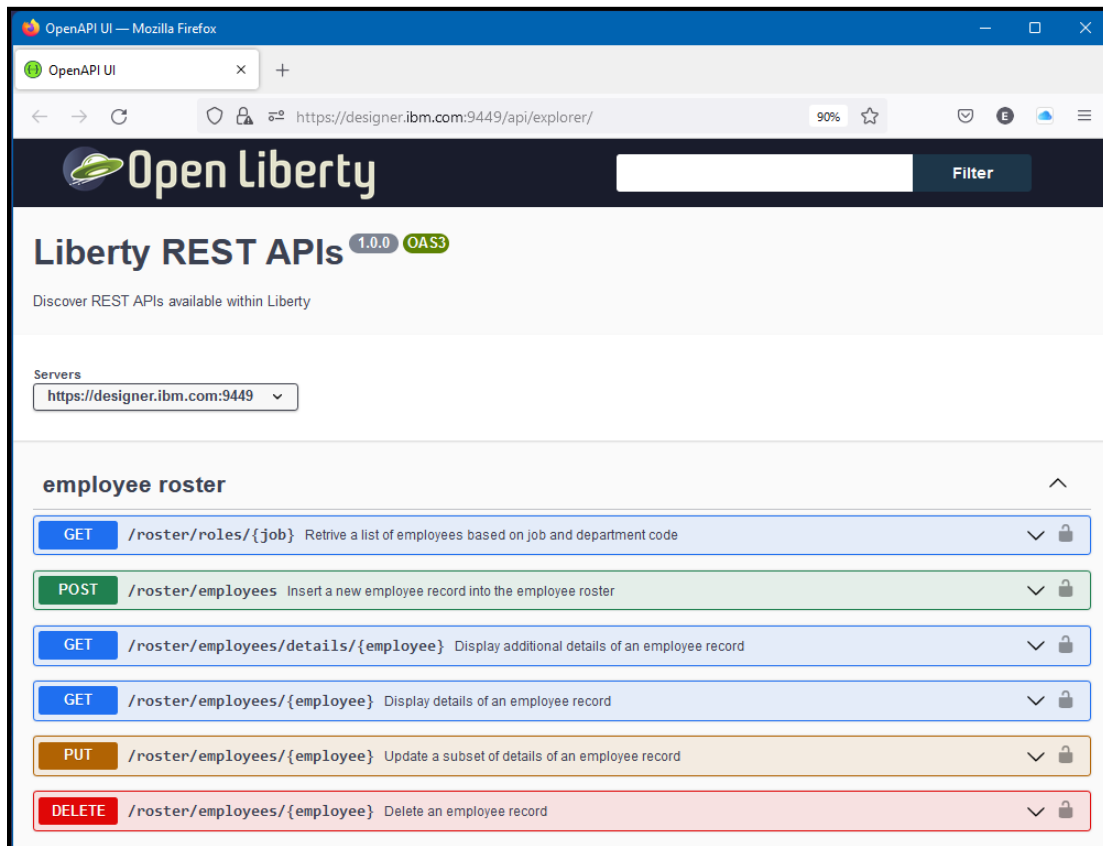 OpenAPI UI — Mozilla Firefox
OpenAPI UI
https://designer.ibm.com:9449/api/explorer/
90%
E
Open Liberty
Filter
Liberty REST APIs 1.0.0 OAS3
Discover REST APIs available within Liberty
Servers
https://designer.ibm.com:9449
employee roster
GET /roster/roles/{job} Retrive a list of employees based on job and department code
POST /roster/employees Insert a new employee record into the employee roster
GET /roster/employees/details/{employee} Display additional details of an employee record
GET /roster/employees/{employee} Display details of an employee record
PUT /roster/employees/{employee} Update a subset of details of an employee record
DELETE /roster/employees/{employee} Delete an employee record